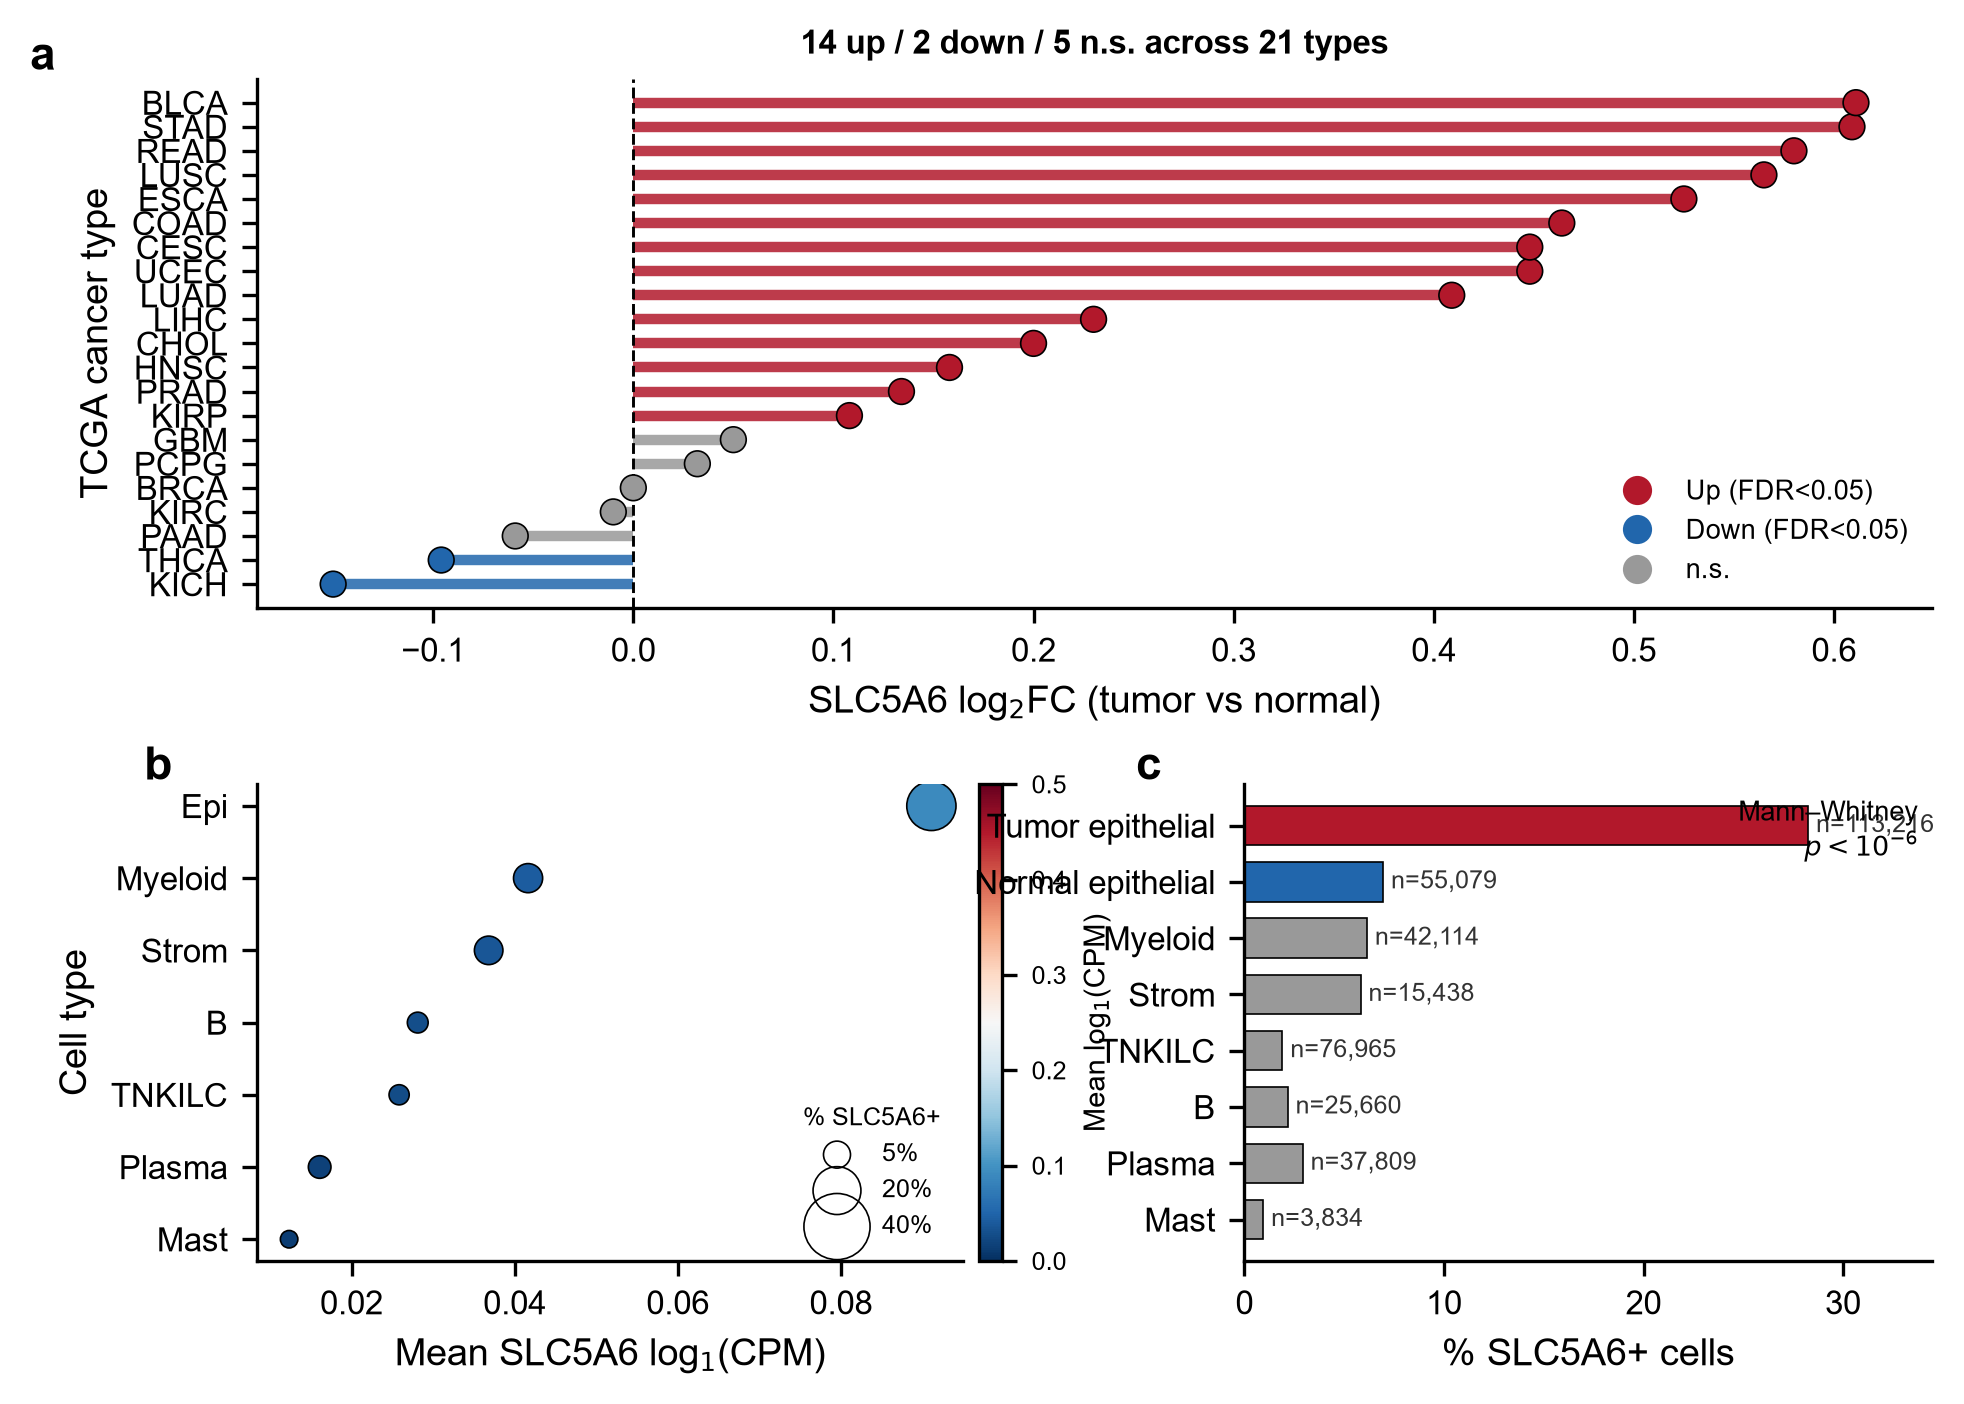 a
14 up / 2 down / 5 n.s. across 21 types
TCGA cancer type
BLCA
STAD
READ
LUSC
ESCA
COAD
CESC
UCEC
LUAD
LIHC
CHOL
HNSC
PRAD
KIRP
GBM
PCPG
BRCA
KIRC
PAAD
THCA
KICH
Up (FDR<0.05)
Down (FDR<0.05)
n.s.
−0.1 0.0 0.1 0.2 0.3 0.4 0.5 0.6
SLC5A6 log₂FC (tumor vs normal)
b
Cell type
Epi
Myeloid
Strom
B
TNKILC
Plasma
Mast
% SLC5A6+
5%
20%
40%
0.02 0.04 0.06 0.08
Mean SLC5A6 log₁(CPM)
0.5
0.4
0.3
0.2
0.1
0.0
Mean log₁(CPM)
c
Mann–Whitney
p < 10⁻⁶
Tumor epithelial n=113,216
Normal epithelial n=55,079
Myeloid n=42,114
Strom n=15,438
TNKILC n=76,965
B n=25,660
Plasma n=37,809
Mast n=3,834
0 10 20 30
% SLC5A6+ cells